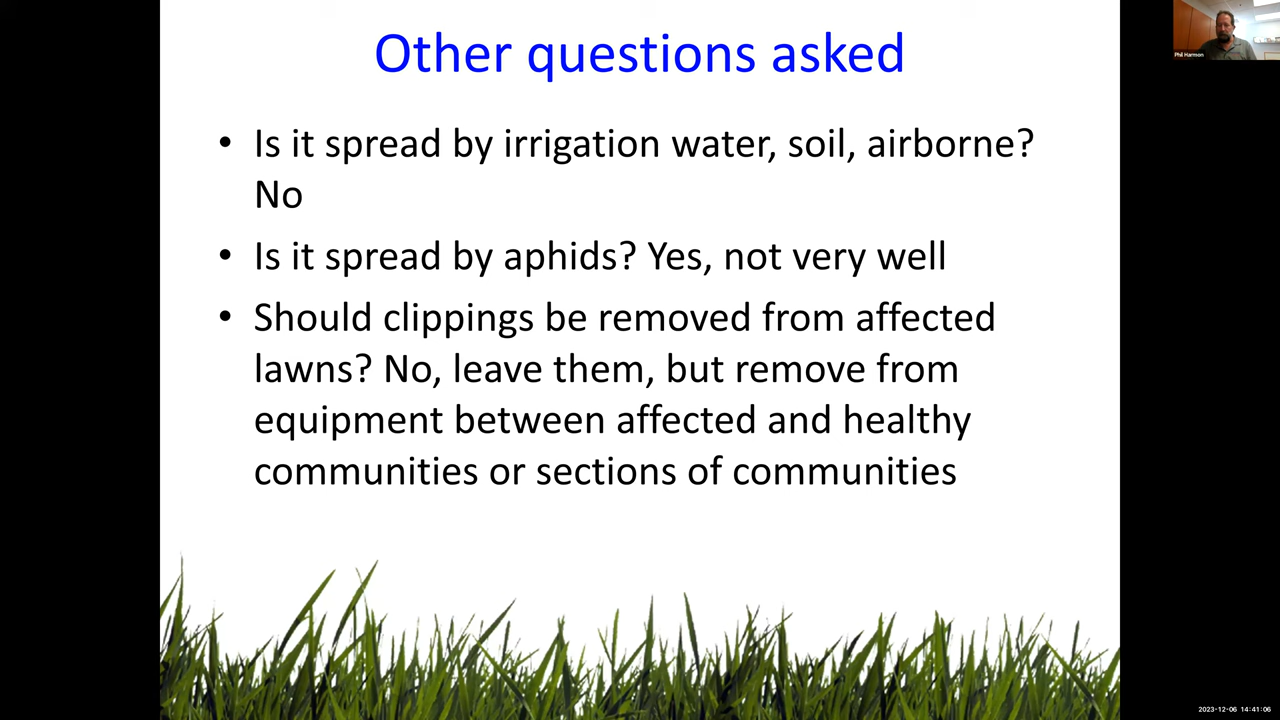 Other questions asked
• Is it spread by irrigation water, soil, airborne?
No
• Is it spread by aphids? Yes, not very well
• Should clippings be removed from affected
lawns? No, leave them, but remove from
equipment between affected and healthy
communities or sections of communities
Phil Harmon
2023-12-06 14:41:06